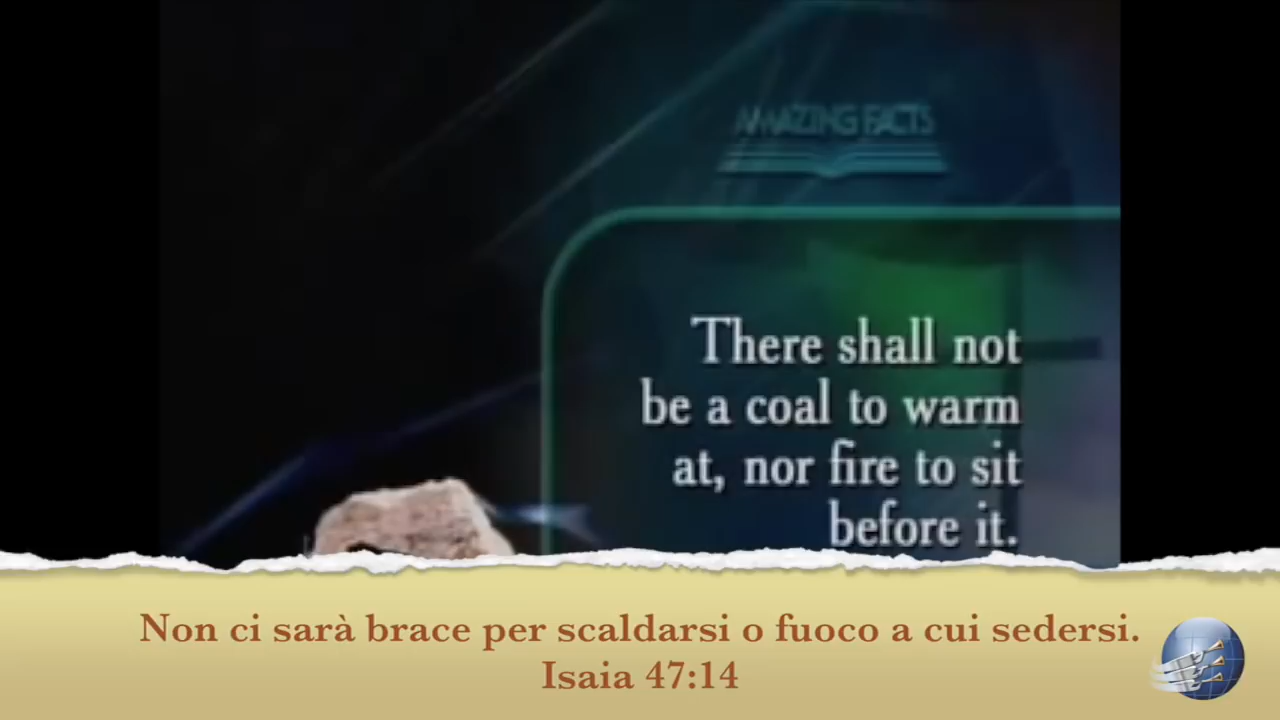 AMAZING FACTS
There shall not
be a coal to warm
at, nor fire to sit
before it.
Non ci sarà brace per scaldarsi o fuoco a cui sedersi.
Isaia 47:14